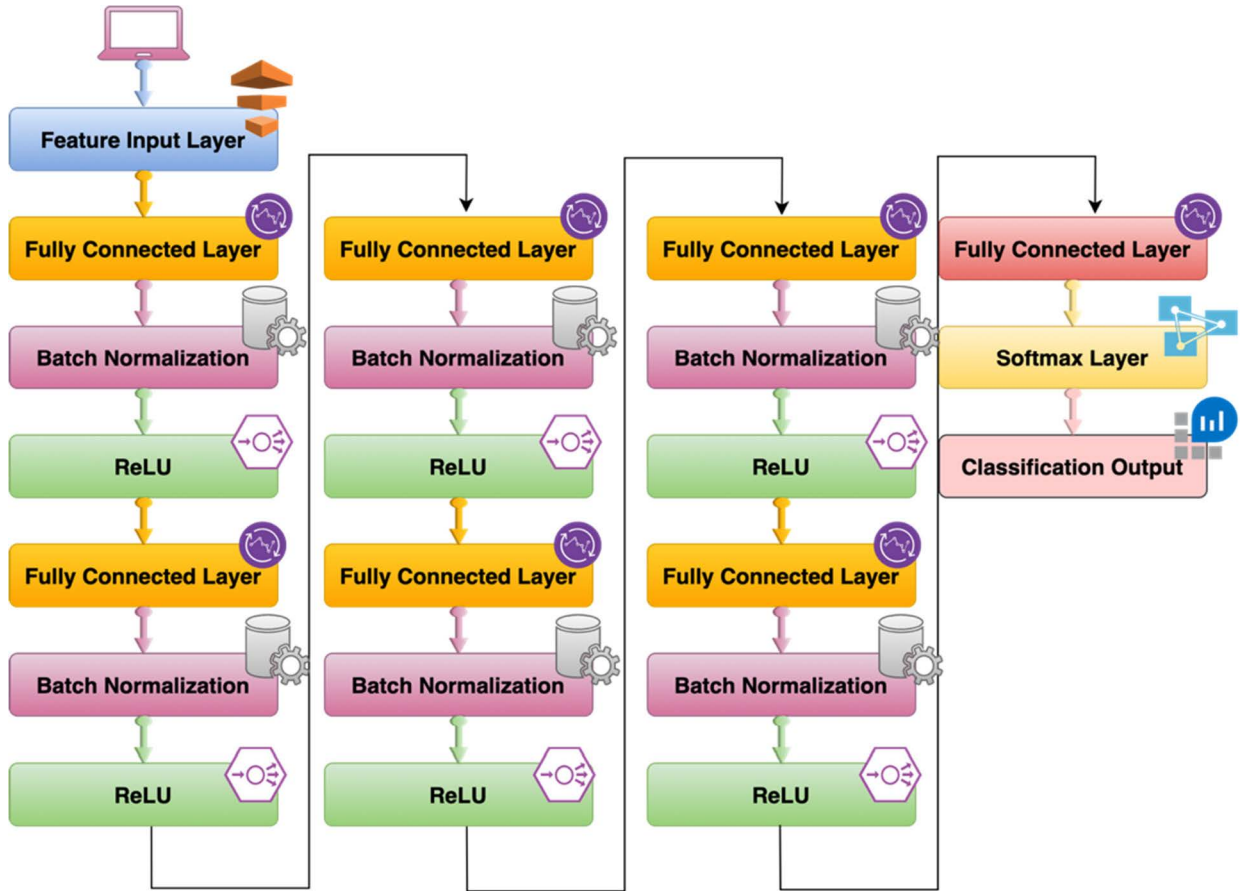 Feature Input Layer
Fully Connected Layer
Batch Normalization
ReLU
Fully Connected Layer
Batch Normalization
ReLU
Fully Connected Layer
Batch Normalization
ReLU
Fully Connected Layer
Batch Normalization
ReLU
Fully Connected Layer
Batch Normalization
ReLU
Fully Connected Layer
Batch Normalization
ReLU
Fully Connected Layer
Softmax Layer
Classification Output